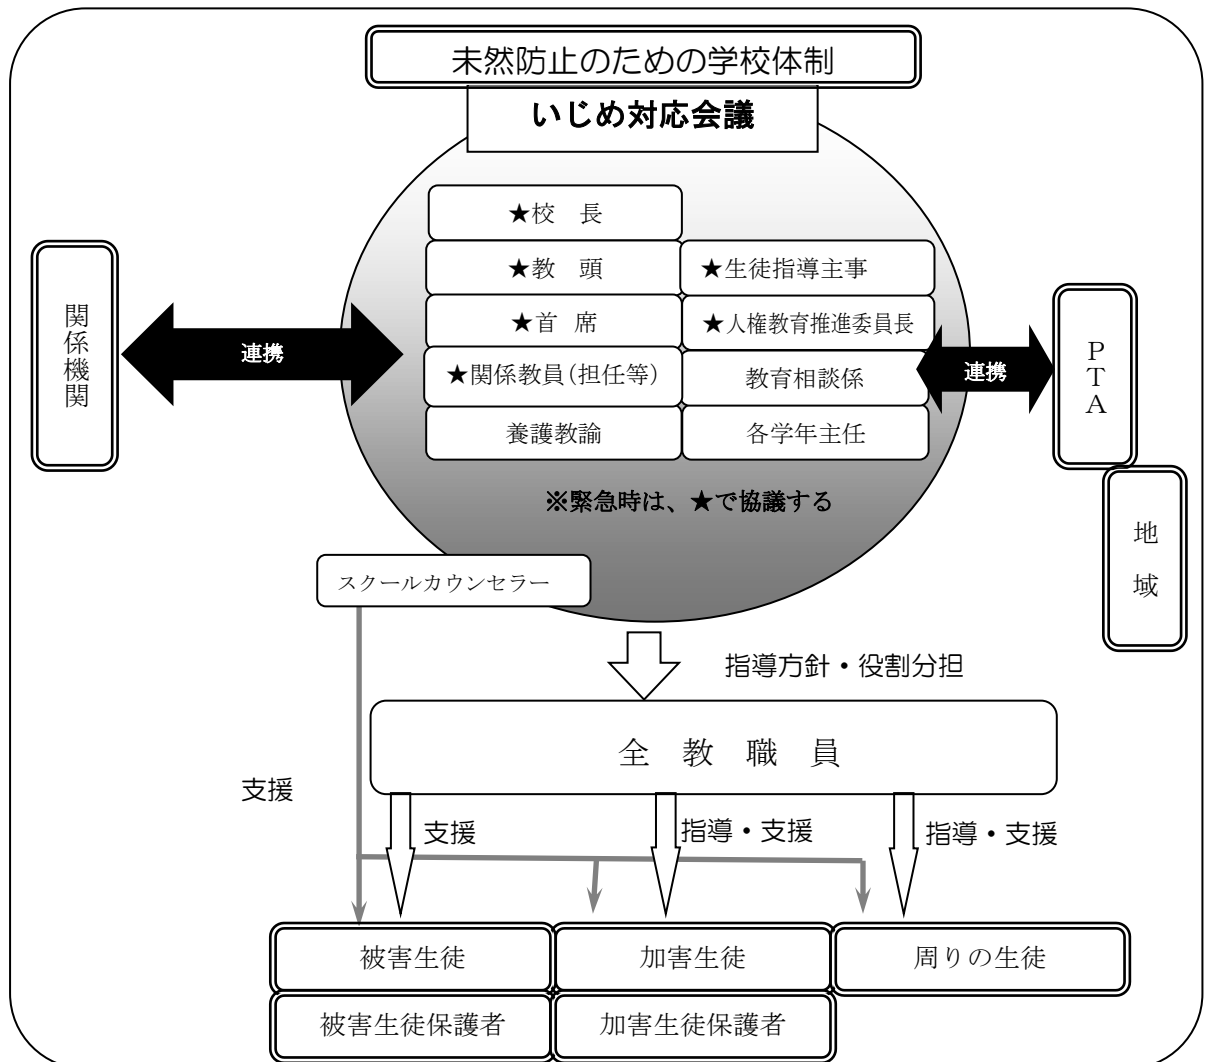 未然防止のための学校体制
いじめ対応会議
★校　長
★教　頭
★生徒指導主事
★首　席
★人権教育推進委員長
★関係教員（担任等）
教育相談係
養護教諭
各学年主任
※緊急時は、★で協議する
関係機関
連携
連携
PTA
地域
スクールカウンセラー
指導方針・役割分担
全　教　職　員
支援
支援
指導・支援
指導・支援
被害生徒
加害生徒
周りの生徒
被害生徒保護者
加害生徒保護者